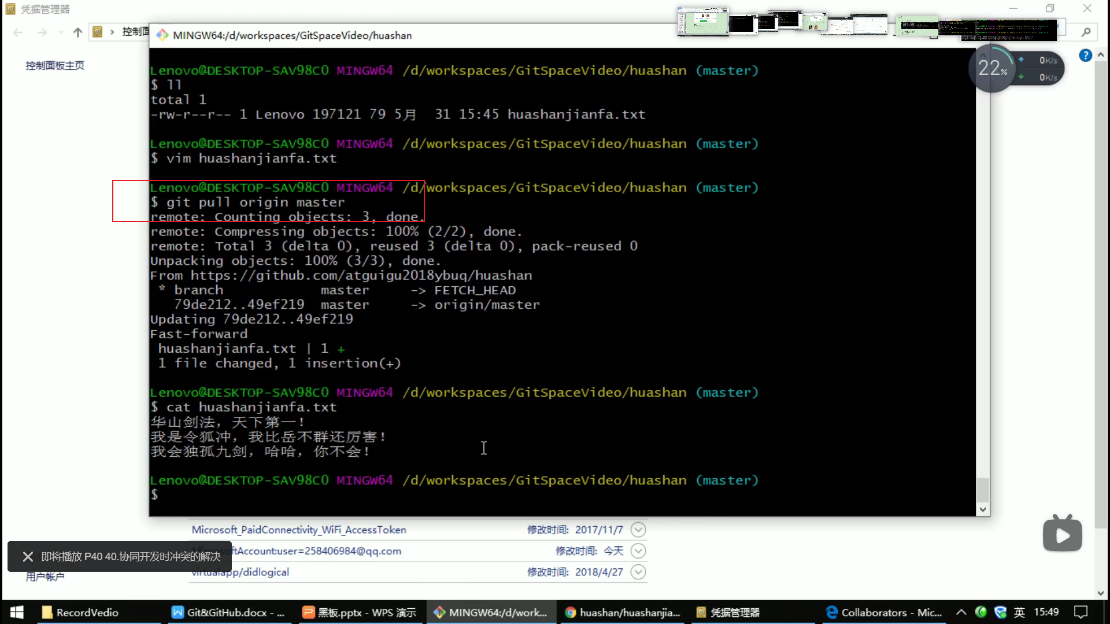 凭据管理器
控制面
MINGW64:/d/workspaces/GitSpaceVideo/huashan
控制面板主页
22%
0K/s
0K/s
Lenovo@DESKTOP-SAV98CO MINGW64 /d/workspaces/GitSpaceVideo/huashan (master)
$ ll
total 1
-rw-r--r-- 1 Lenovo 197121 79 5月  31 15:45 huashanjianfa.txt
Lenovo@DESKTOP-SAV98CO MINGW64 /d/workspaces/GitSpaceVideo/huashan (master)
$ vim huashanjianfa.txt
Lenovo@DESKTOP-SAV98CO MINGW64 /d/workspaces/GitSpaceVideo/huashan (master)
$ git pull origin master
remote: Counting objects: 3, done.
remote: Compressing objects: 100% (2/2), done.
remote: Total 3 (delta 0), reused 3 (delta 0), pack-reused 0
Unpacking objects: 100% (3/3), done.
From https://github.com/atguigu2018ybuq/huashan
* branch master -> FETCH_HEAD
79de212..49ef219 master -> origin/master
Updating 79de212..49ef219
Fast-forward
huashanjianfa.txt | 1 +
1 file changed, 1 insertion(+)
Lenovo@DESKTOP-SAV98CO MINGW64 /d/workspaces/GitSpaceVideo/huashan (master)
$ cat huashanjianfa.txt
华山剑法，天下第一！
我是令狐冲，我比岳不群还厉害！
我会独孤九剑，哈哈，你不会！
Lenovo@DESKTOP-SAV98CO MINGW64 /d/workspaces/GitSpaceVideo/huashan (master)
$
Microsoft_PaidConnectivity_WiFi_AccessToken 修改时间: 2017/11/7
即将播放 P40 40.协同开发时冲突的解决
Account:user=258406984@qq.com 修改时间: 今天
virtualapp/didlogical 修改时间: 2018/4/27
用户帐户
RecordVedio
Git&GitHub.docx - ...
黑板.pptx - WPS 演示
MINGW64:/d/work...
huashan/huashanjia...
凭据管理器
Collaborators - Mic...
英
15:49